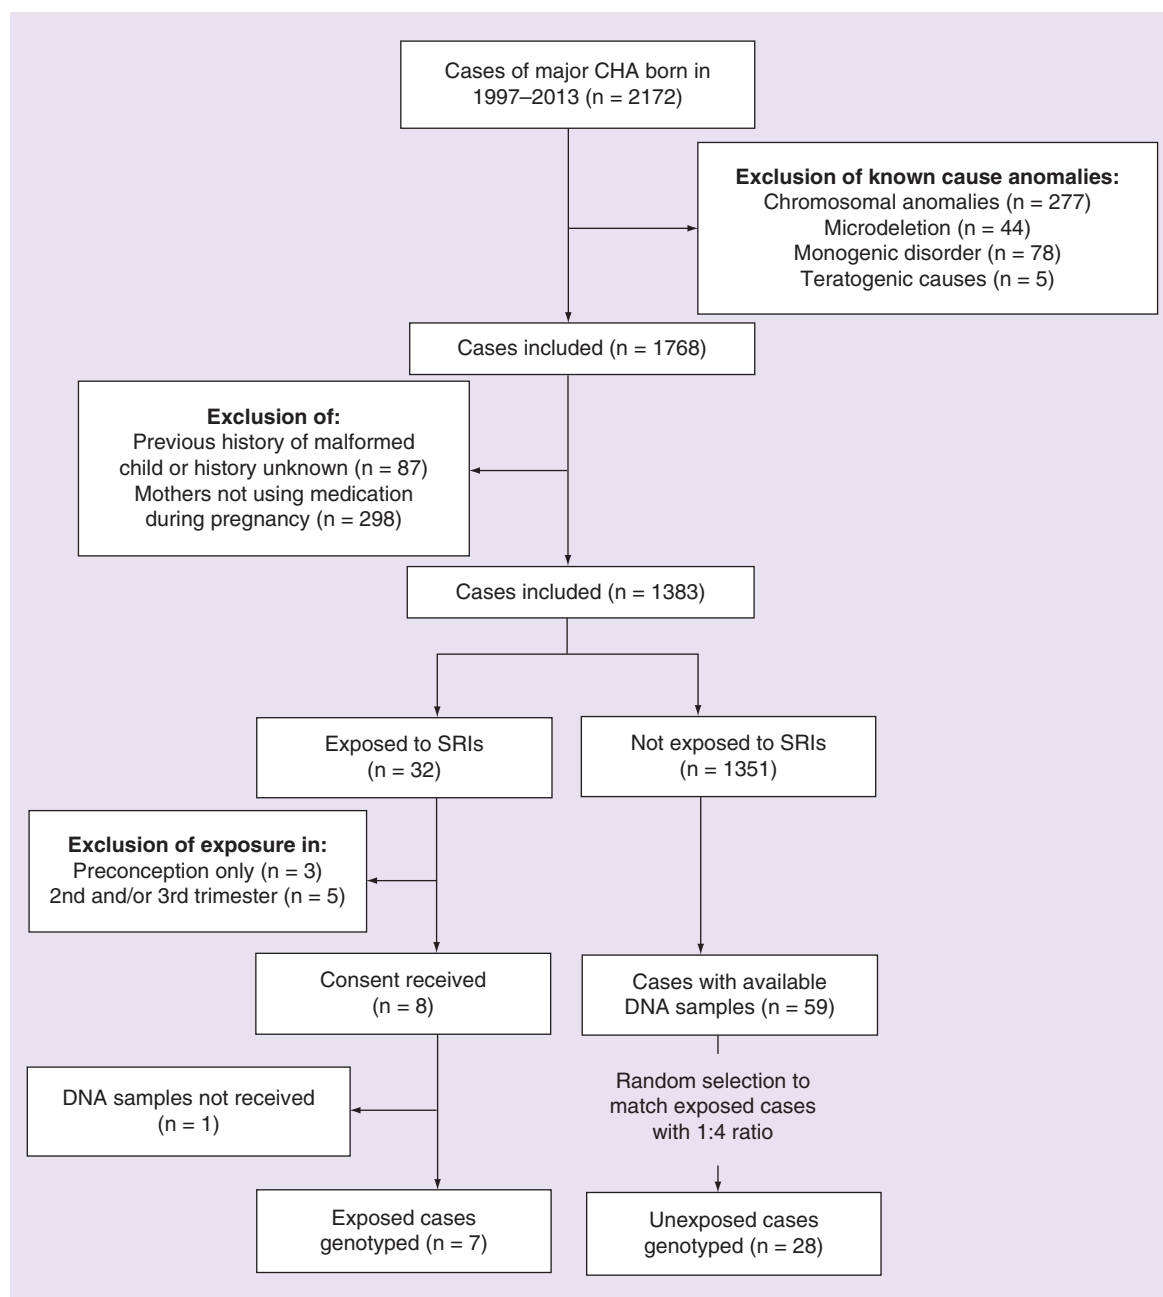 Cases of major CHA born in
1997–2013 (n = 2172)
Exclusion of known cause anomalies:
Chromosomal anomalies (n = 277)
Microdeletion (n = 44)
Monogenic disorder (n = 78)
Teratogenic causes (n = 5)
Cases included (n = 1768)
Exclusion of:
Previous history of malformed
child or history unknown (n = 87)
Mothers not using medication
during pregnancy (n = 298)
Cases included (n = 1383)
Exposed to SRIs
(n = 32)
Not exposed to SRIs
(n = 1351)
Exclusion of exposure in:
Preconception only (n = 3)
2nd and/or 3rd trimester (n = 5)
Consent received
(n = 8)
Cases with available
DNA samples (n = 59)
DNA samples not received
(n = 1)
Random selection to
match exposed cases
with 1:4 ratio
Exposed cases
genotyped (n = 7)
Unexposed cases
genotyped (n = 28)